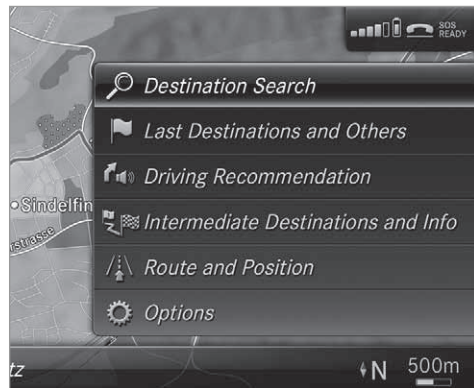 SOS
READY
Destination Search
Last Destinations and Others
Driving Recommendation
Sindelfin
Intermediate Destinations and Info
rstrasse
Route and Position
Options
tz
N
500m